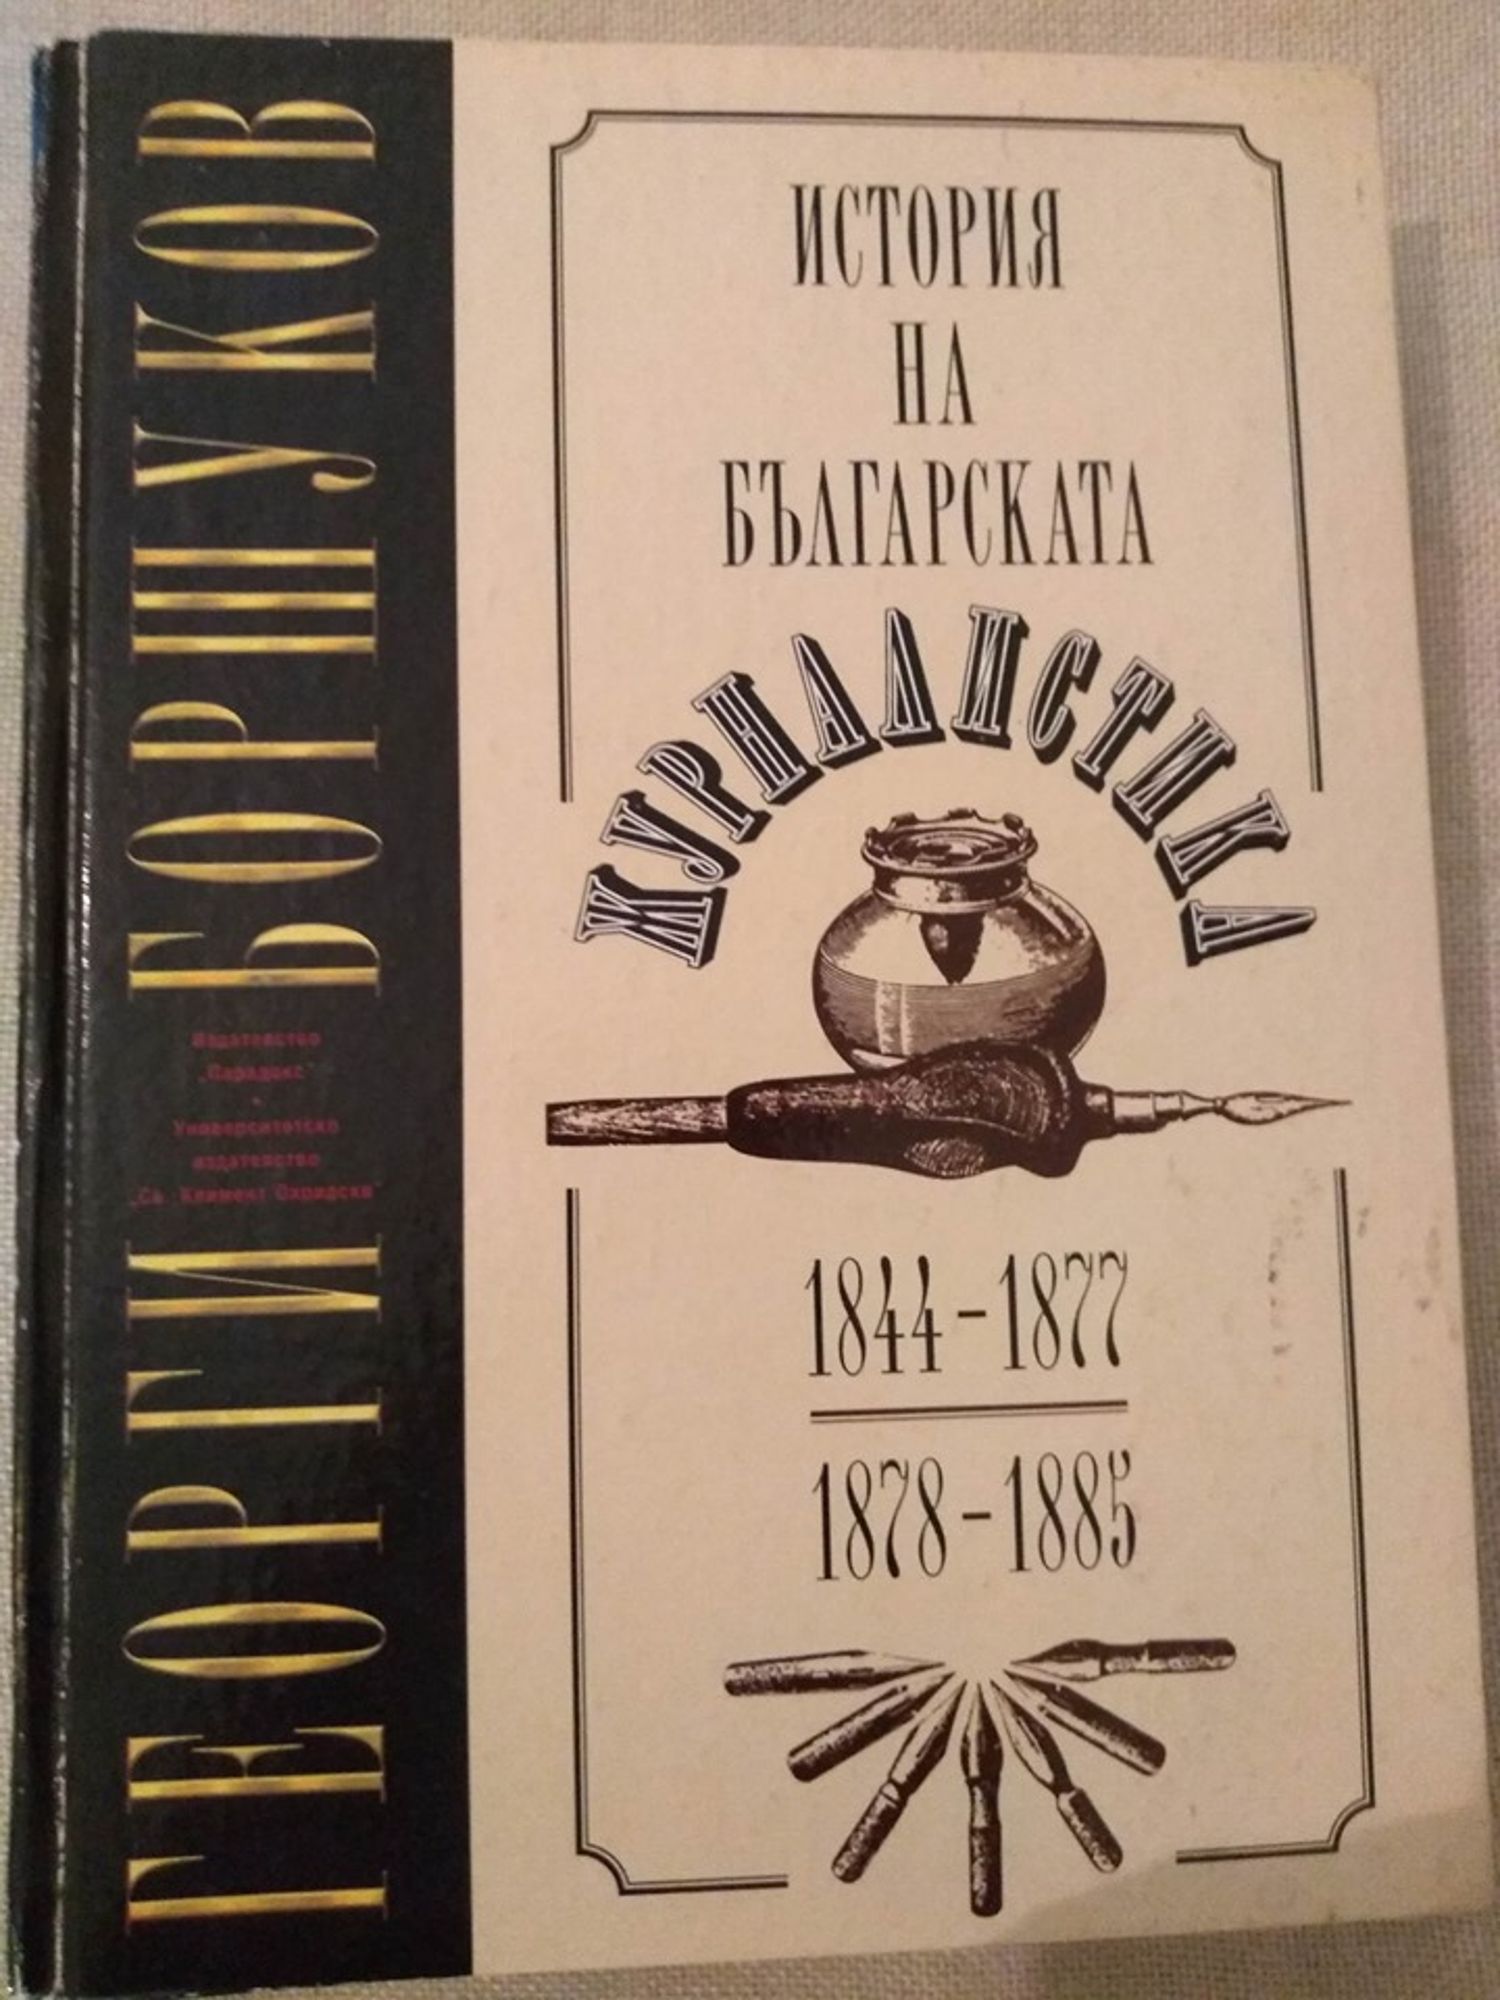 ГЕОРГИ БОРШУКОВ
Издателство
„Парадокс“
•
Университетско
издателство
„Св. Климент Охридски“
ИСТОРИЯ
НА
БЪЛГАРСКАТА
ЖУРНАЛИСТИКА
1844–1877
1878–1885